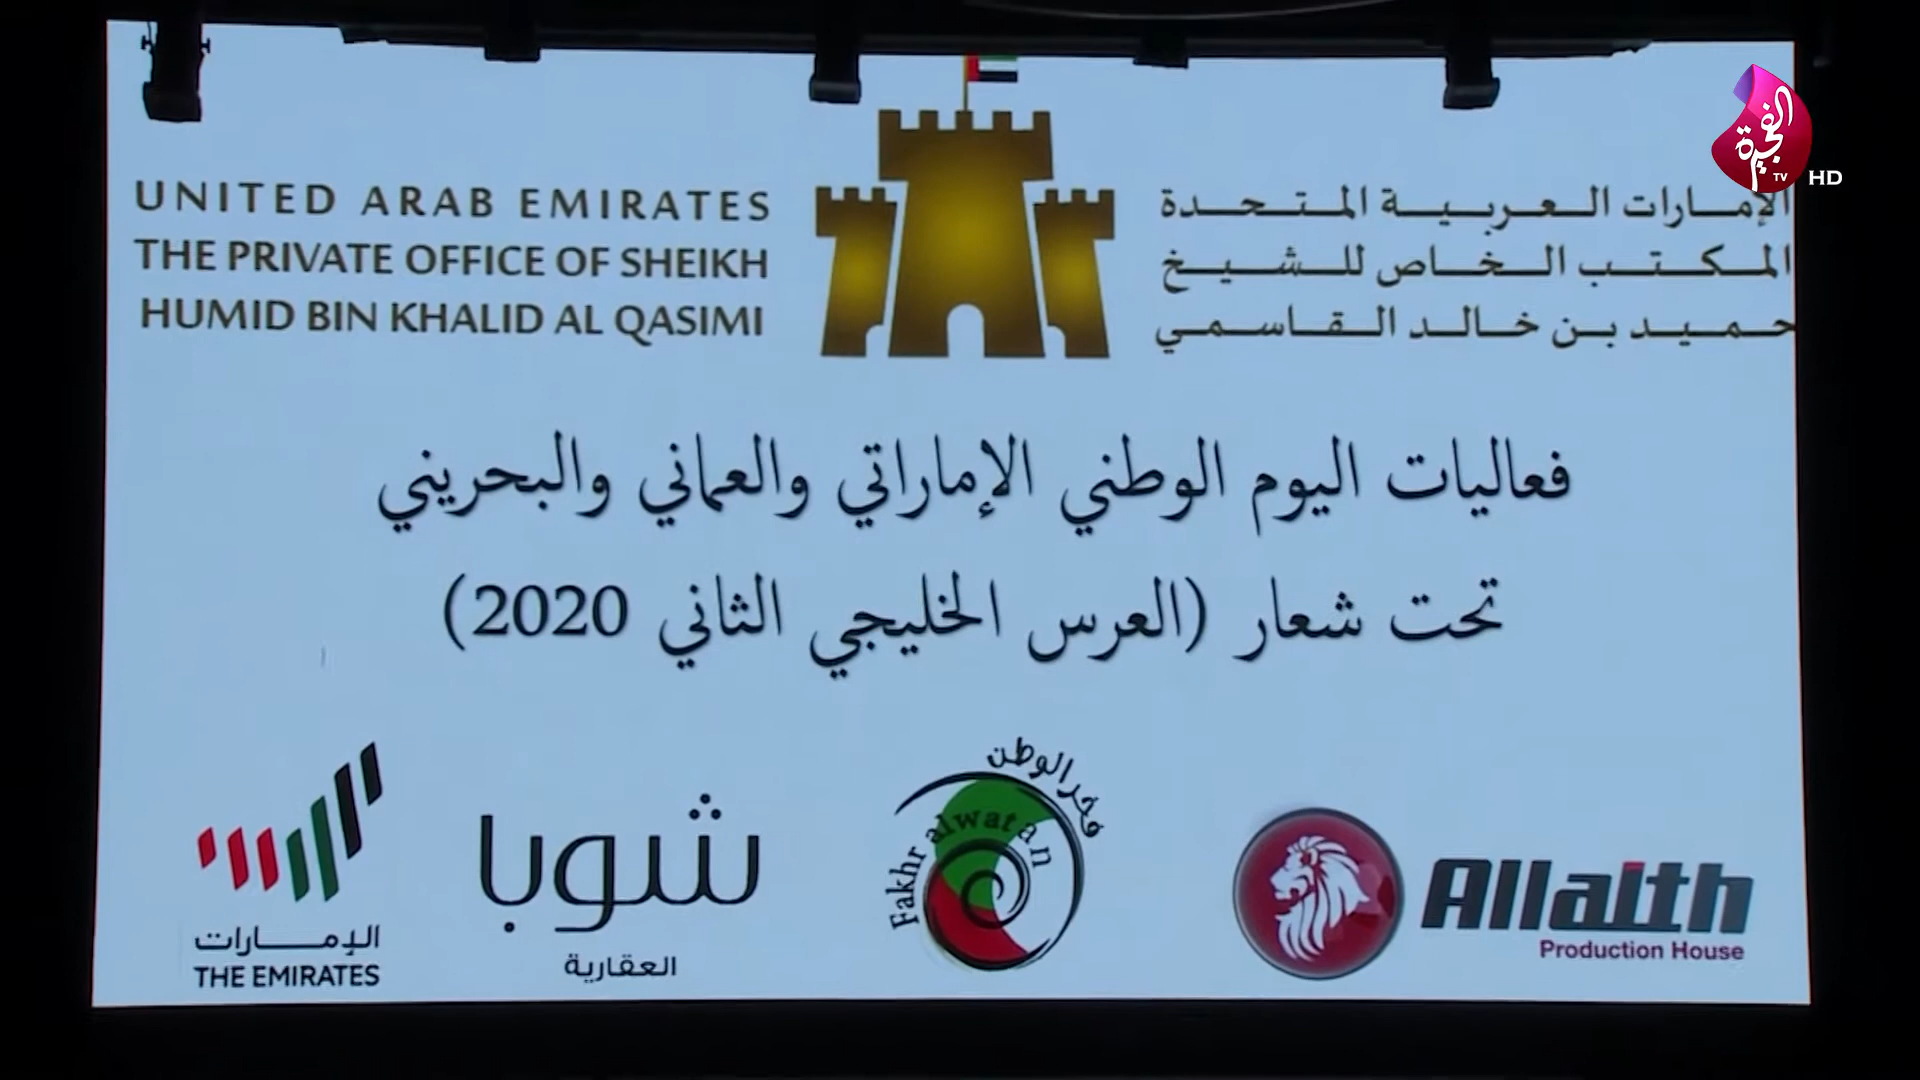 الفجيرة
TV HD
UNITED ARAB EMIRATES
THE PRIVATE OFFICE OF SHEIKH
HUMID BIN KHALID AL QASIMI
الإمارات العربية المتحدة
المكتب الخاص للشيخ
حميد بن خالد القاسمي
فعاليات اليوم الوطني الإماراتي والعماني والبحريني
تحت شعار (العرس الخليجي الثاني 2020)
الإمارات
THE EMIRATES
شوبا
العقارية
فخر الوطن
Fakhr alwatan
Allaith
Production House